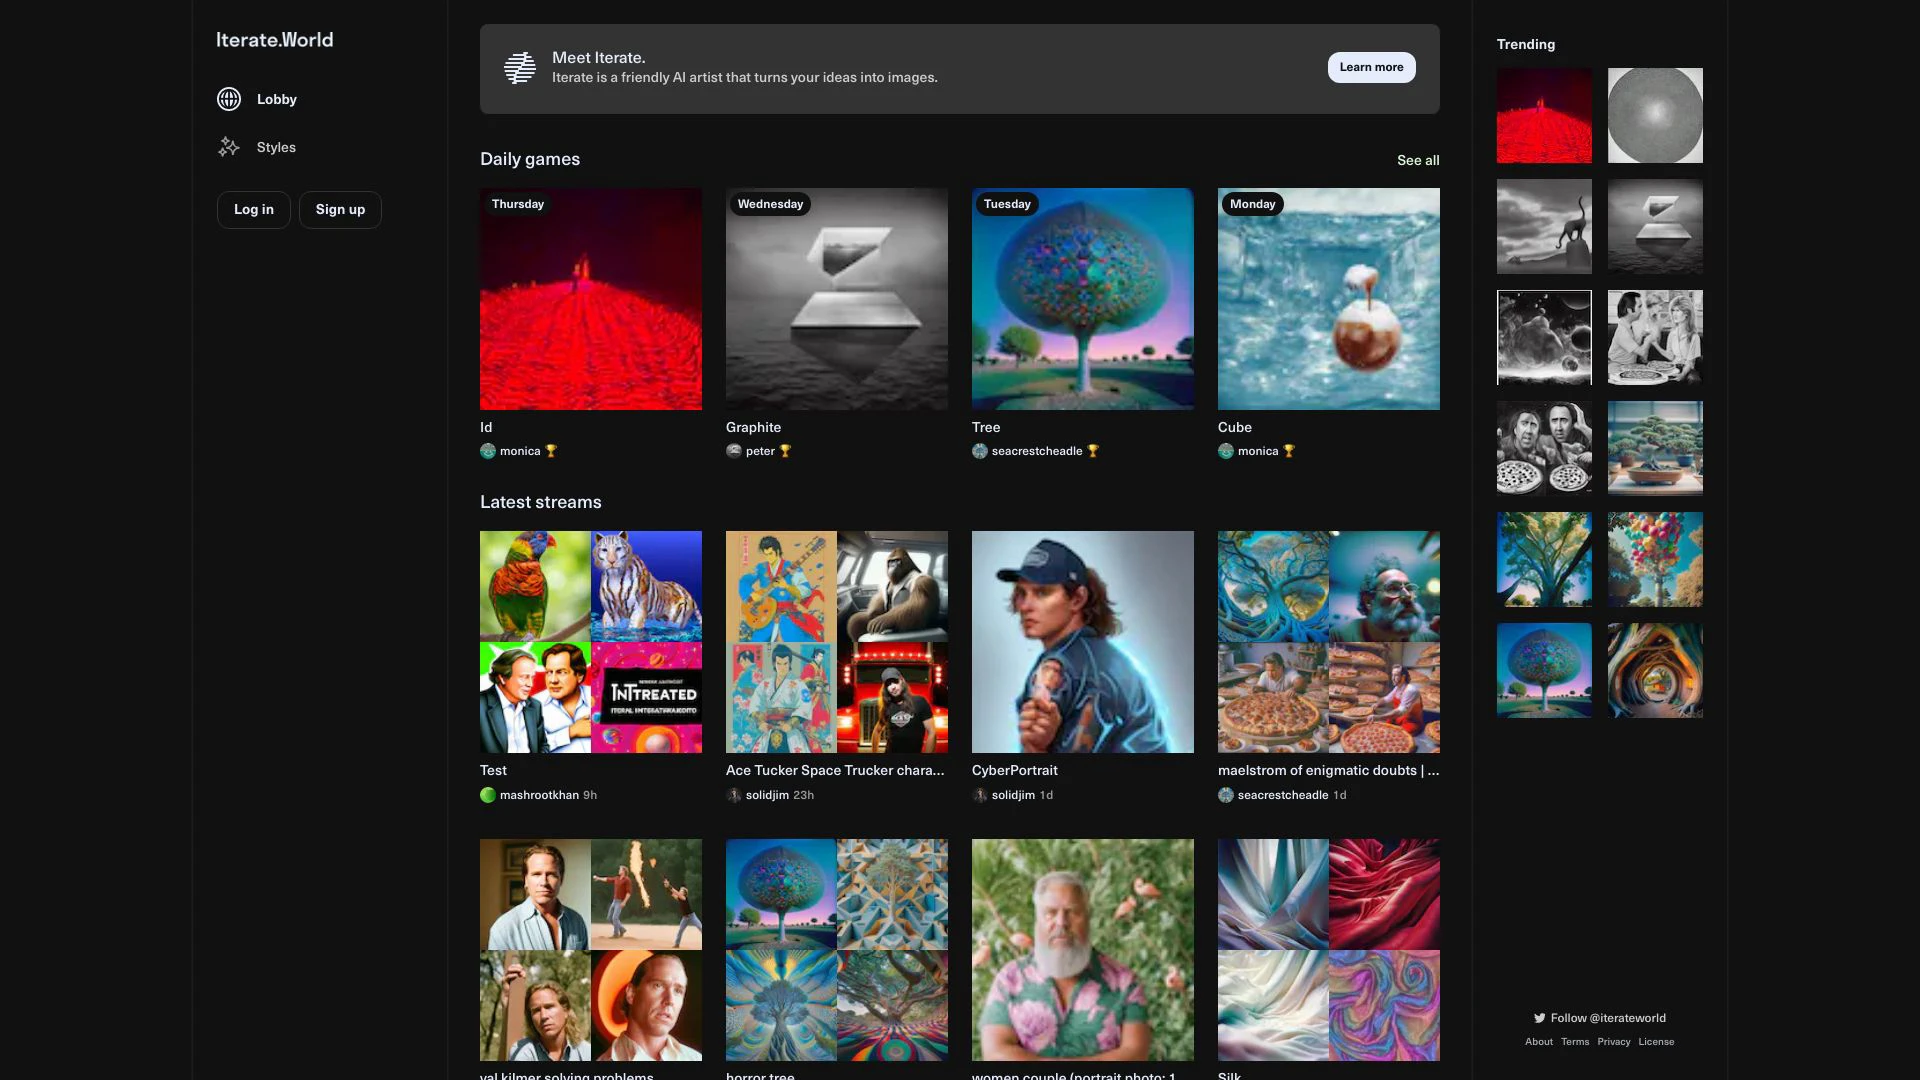 Iterate.World
Lobby
Styles
Log in
Sign up
Meet Iterate.
Iterate is a friendly AI artist that turns your ideas into images.
Learn more
Daily games
See all
Thursday
Wednesday
Tuesday
Monday
Id
Graphite
Tree
Cube
monica
peter
seacrestcheadle
monica
Latest streams
INTREATED
Test
Ace Tucker Space Trucker chara...
CyberPortrait
maelstrom of enigmatic doubts | ...
mashrootkhan 9h
solidjim 23h
solidjim 1d
seacrestcheadle 1d
val kilmer solving problems
horror tree
women couple (portrait photo: 1
Silk
Trending
Follow @iterateworld
About
Terms
Privacy
License